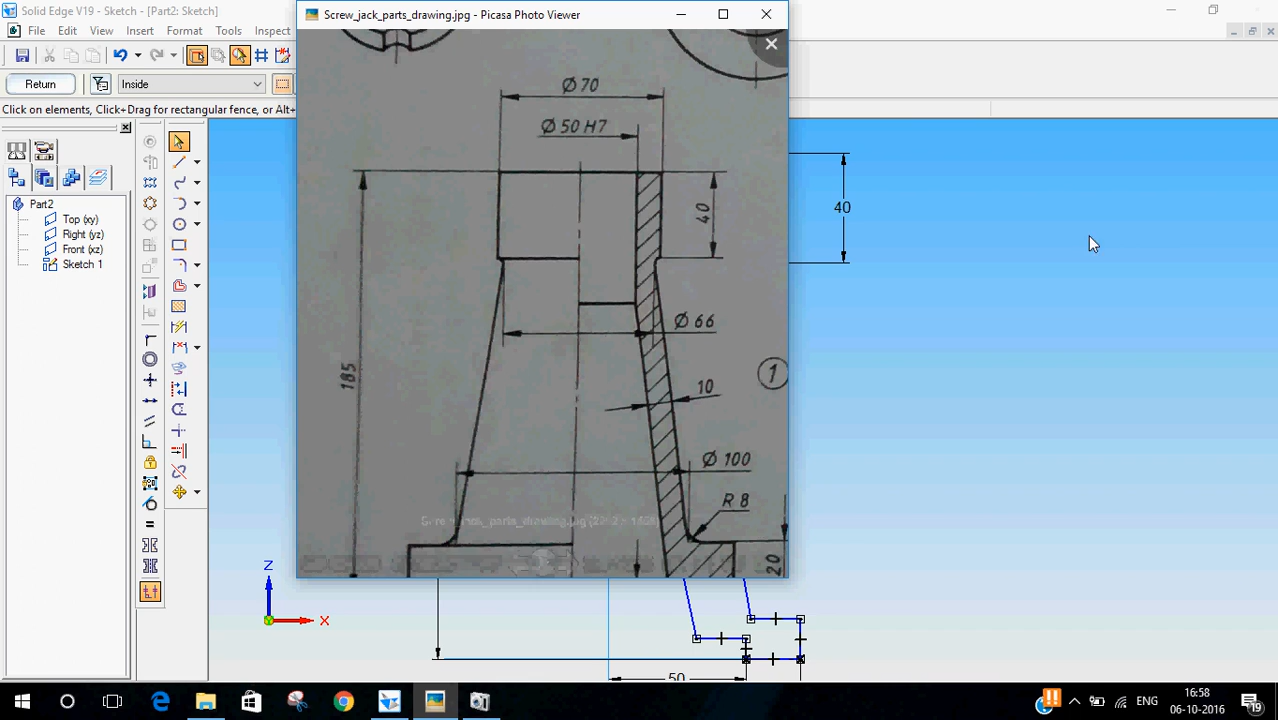 Solid Edge V19 - Sketch - [Part2: Sketch]
Screw_jack_parts_drawing.jpg - Picasa Photo Viewer
File Edit View Insert Format Tools Inspect
Return
Inside
Click on elements, Click+Drag for rectangular fence, or Alt+
Part2
Top (xy)
Right (yz)
Front (xz)
Sketch 1
Ø 70
Ø 50 H7
40
40
Ø 66
185
1
10
Ø 100
R 8
20
Z
X
50
ENG
16:58
06-10-2016
19